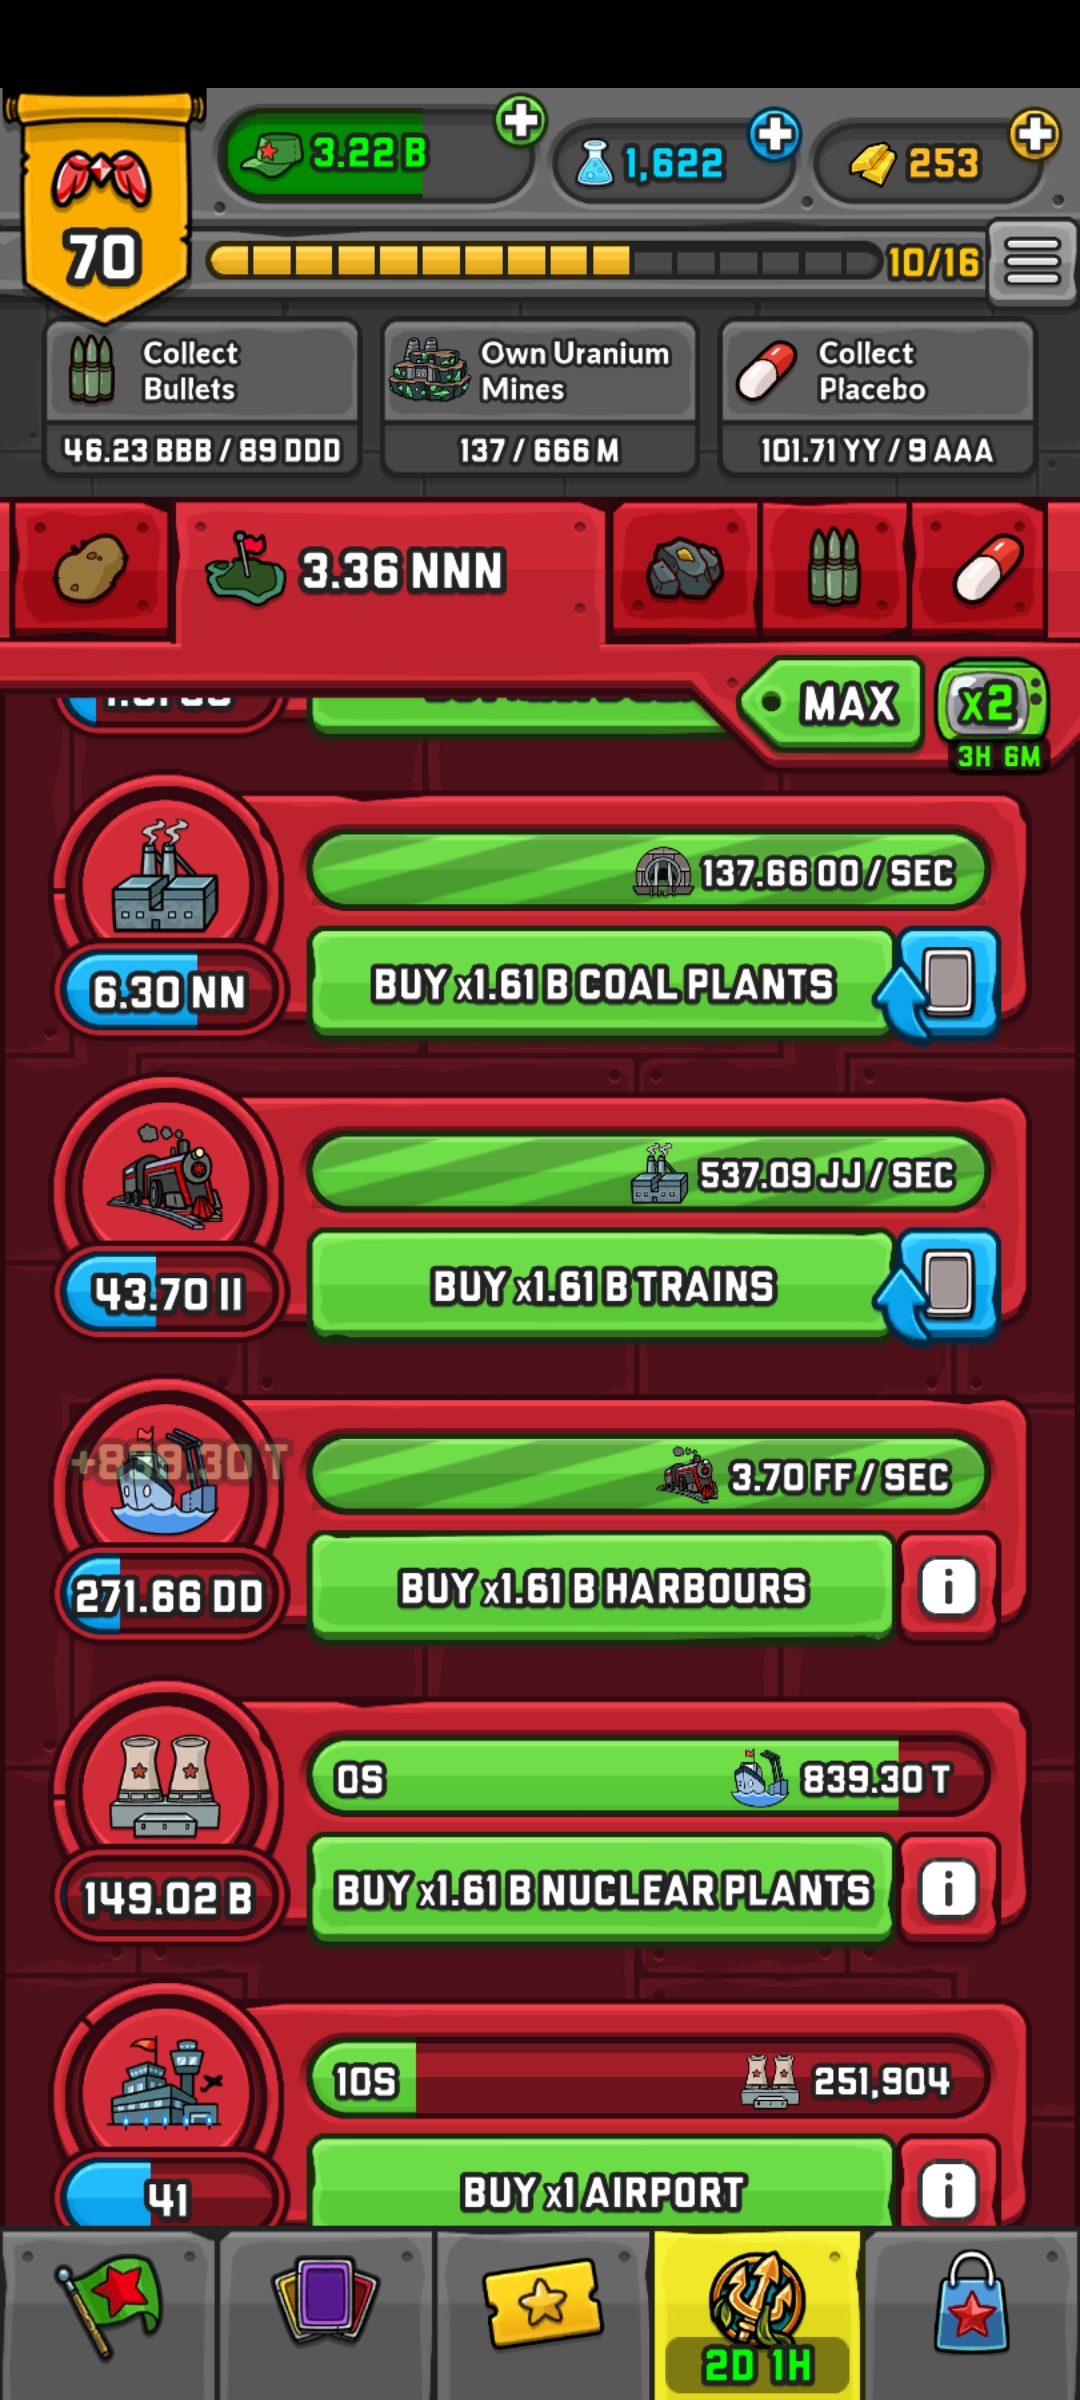 3.22 B
1,622
253
70
10/16
Collect
Bullets
46.23 BBB / 89 DDD
Own Uranium
Mines
137 / 666 M
Collect
Placebo
101.71 YY / 9 AAA
3.36 NNN
MAX
x2
3H 6M
137.66 OO / SEC
6.30 NN
BUY x1.61 B COAL PLANTS
537.09 JJ / SEC
43.70 II
BUY x1.61 B TRAINS
+839.30 T
3.70 FF / SEC
271.66 DD
BUY x1.61 B HARBOURS
0S
839.30 T
149.02 B
BUY x1.61 B NUCLEAR PLANTS
10S
251,904
41
BUY x1 AIRPORT
2D 1H